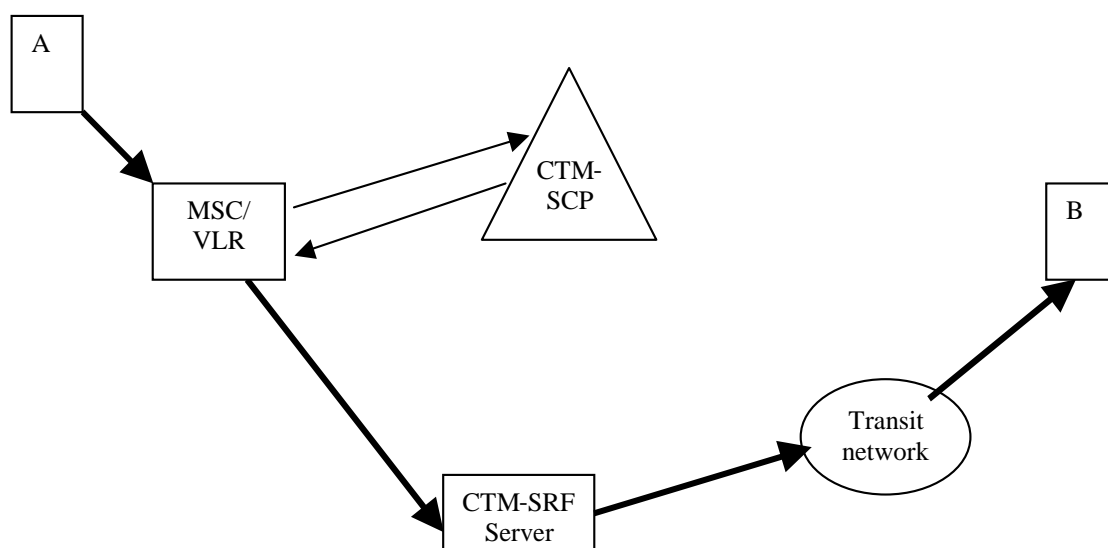 A
CTM-
SCP
MSC/
VLR
B
Transit
network
CTM-SRF
Server